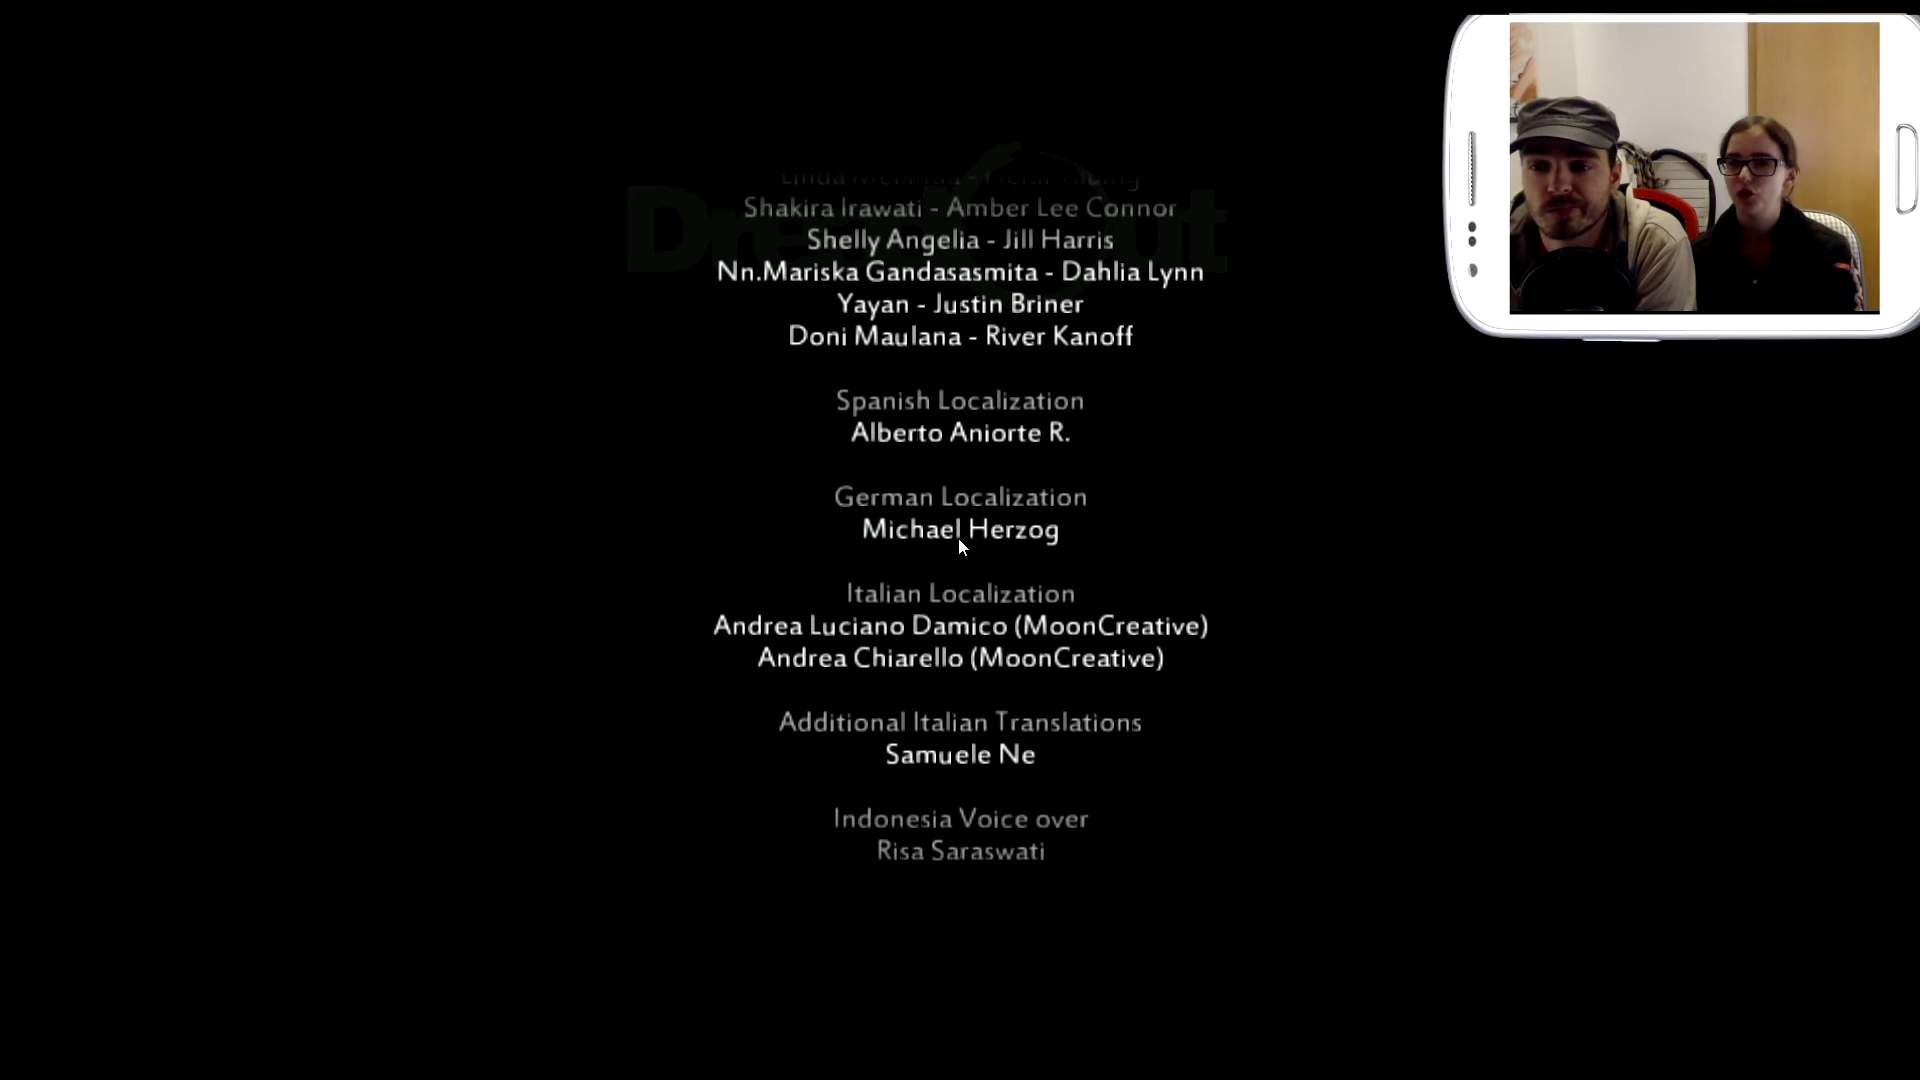 Shakira Irawati - Amber Lee Connor
Shelly Angelia - Jill Harris
Nn.Mariska Gandasasmita - Dahlia Lynn
Yayan - Justin Briner
Doni Maulana - River Kanoff
Spanish Localization
Alberto Aniorte R.
German Localization
Michael Herzog
Italian Localization
Andrea Luciano Damico (MoonCreative)
Andrea Chiarello (MoonCreative)
Additional Italian Translations
Samuele Ne
Indonesia Voice over
Risa Saraswati